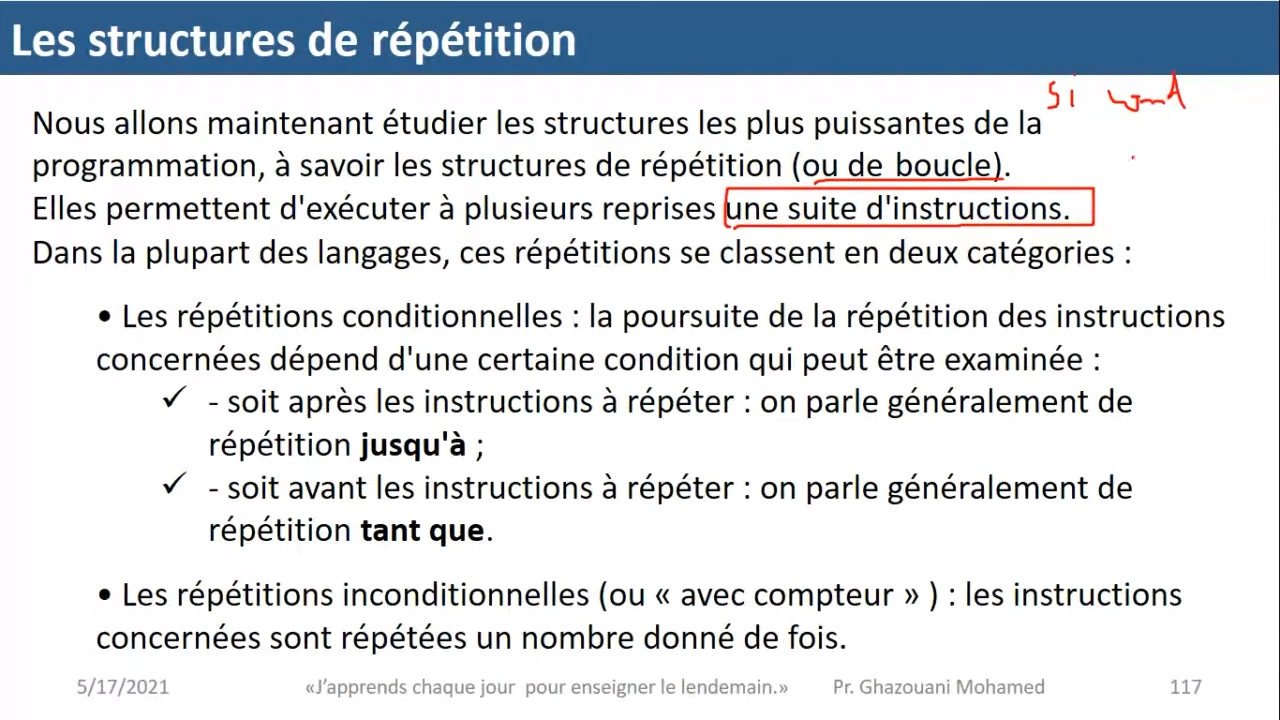 Les structures de répétition
si
Nous allons maintenant étudier les structures les plus puissantes de la
programmation, à savoir les structures de répétition (ou de boucle).
Elles permettent d'exécuter à plusieurs reprises une suite d'instructions.
Dans la plupart des langages, ces répétitions se classent en deux catégories :
• Les répétitions conditionnelles : la poursuite de la répétition des instructions
concernées dépend d'une certaine condition qui peut être examinée :
✓ - soit après les instructions à répéter : on parle généralement de
répétition jusqu'à ;
✓ - soit avant les instructions à répéter : on parle généralement de
répétition tant que.
• Les répétitions inconditionnelles (ou « avec compteur » ) : les instructions
concernées sont répétées un nombre donné de fois.
5/17/2021 «J’apprends chaque jour pour enseigner le lendemain.» Pr. Ghazouani Mohamed 117